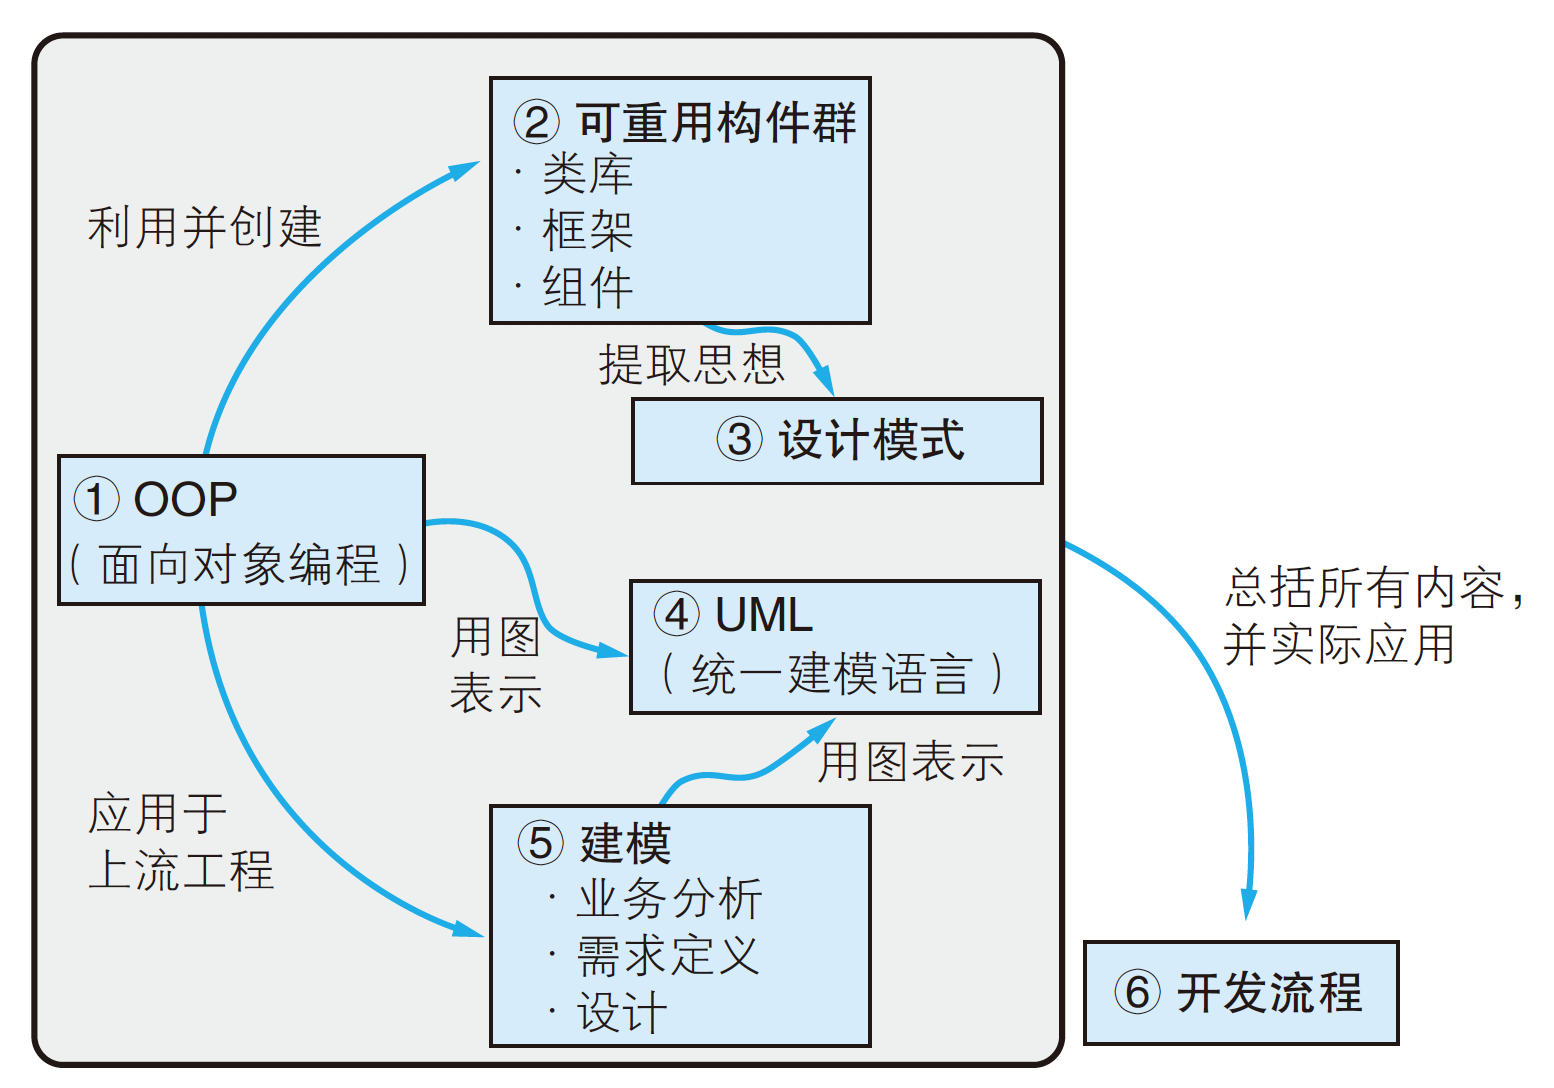 ② 可重用构件群
· 类库
· 框架
· 组件
利用并创建
提取思想
③ 设计模式
① OOP
（面向对象编程）
用图
表示
④ UML
（统一建模语言）
用图表示
应用于
上流工程
⑤ 建模
· 业务分析
· 需求定义
· 设计
总括所有内容，
并实际应用
⑥ 开发流程